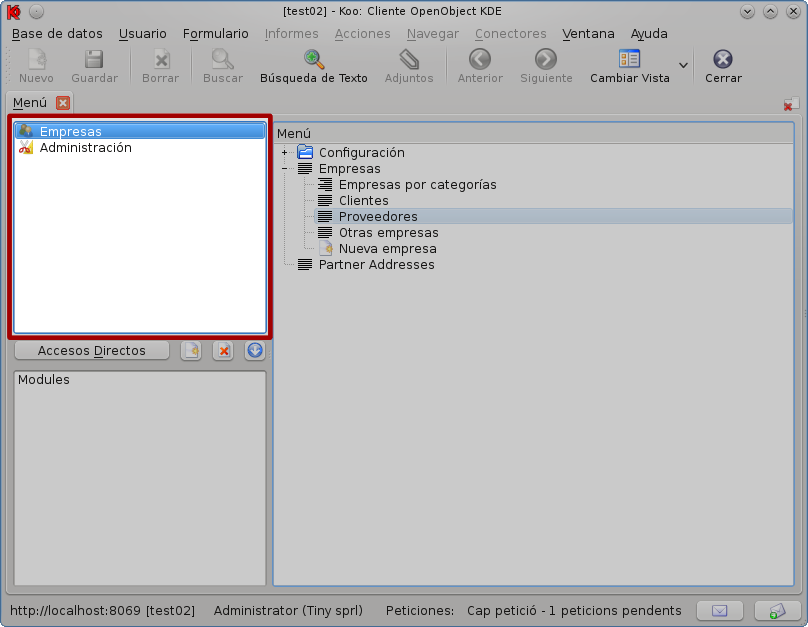 [test02] - Koo: Cliente OpenObject KDE
Base de datos Usuario Formulario Informes Acciones Navegar Conectores Ventana Ayuda
Nuevo Guardar Borrar Buscar Búsqueda de Texto Adjuntos Anterior Siguiente Cambiar Vista Cerrar
Menú
Empresas
Administración
Accesos Directos
Modules
Menú
Configuración
Empresas
Empresas por categorías
Clientes
Proveedores
Otras empresas
Nueva empresa
Partner Addresses
http://localhost:8069 [test02] Administrator (Tiny sprl) Peticiones: Cap petició - 1 peticions pendents